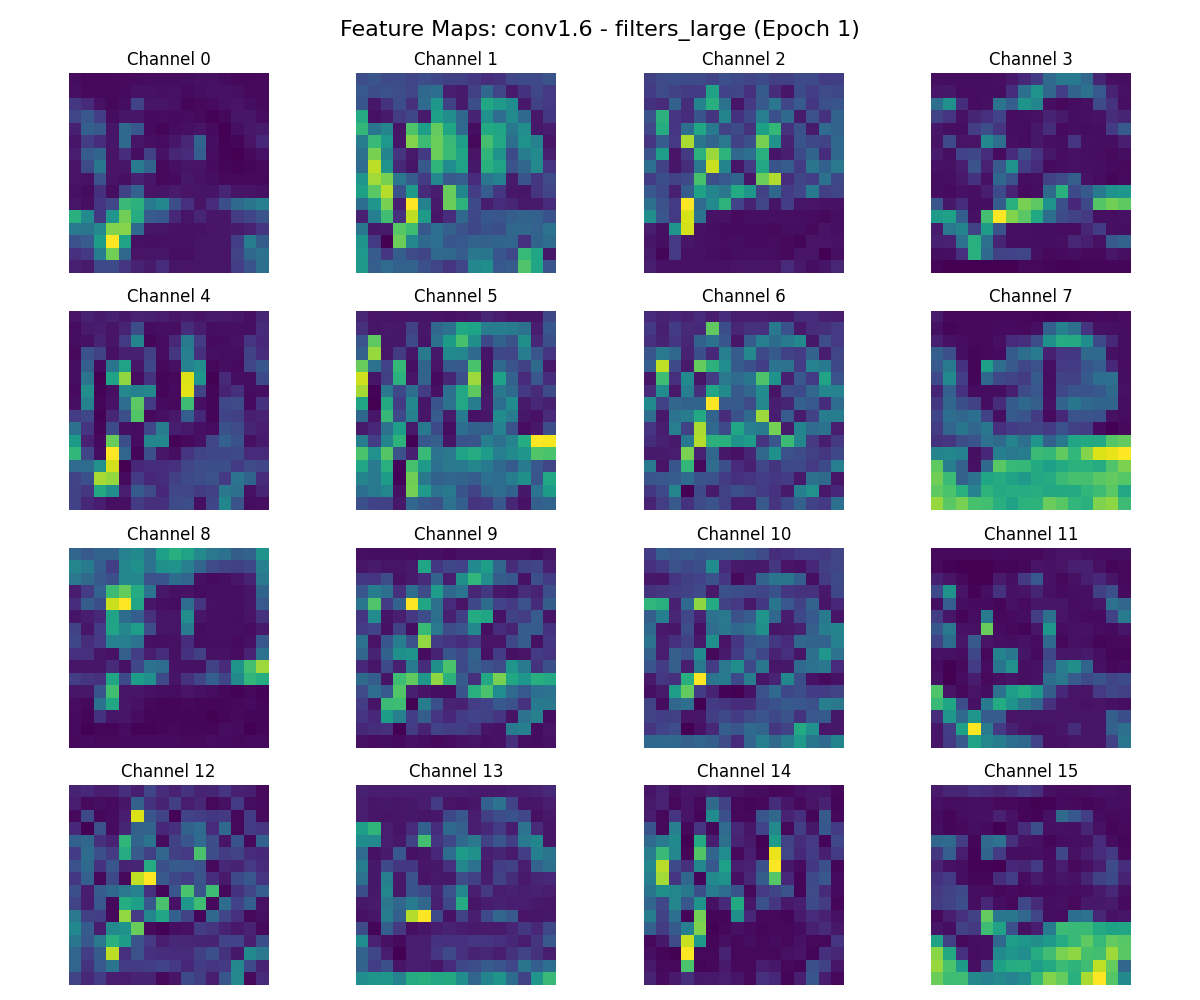 Feature Maps: conv1.6 - filters_large (Epoch 1)
Channel 0
Channel 1
Channel 2
Channel 3
Channel 4
Channel 5
Channel 6
Channel 7
Channel 8
Channel 9
Channel 10
Channel 11
Channel 12
Channel 13
Channel 14
Channel 15